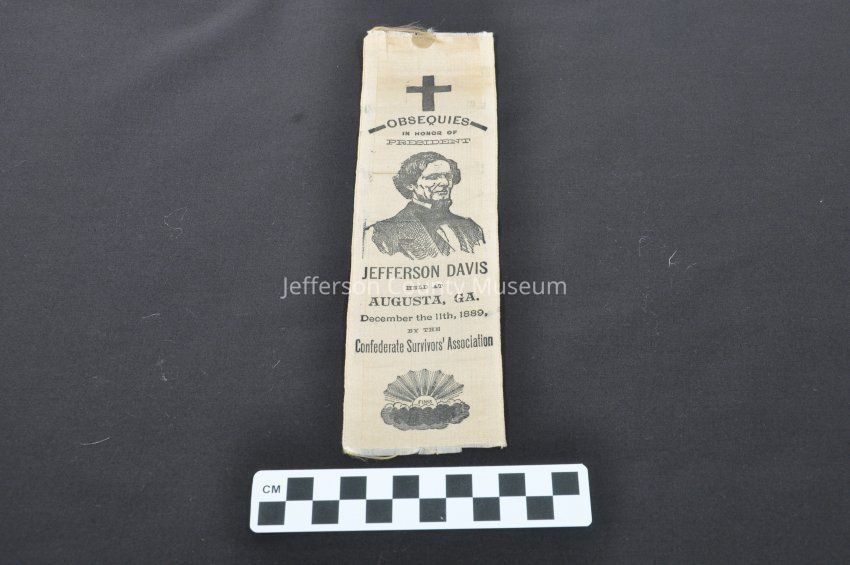 OBSEQUIES
IN HONOR OF
PRESIDENT
JEFFERSON DAVIS
HELD AT
AUGUSTA, GA.
December the 11th, 1889,
BY THE
Confederate Survivors' Association
FINIS
CM
Jefferson County Museum